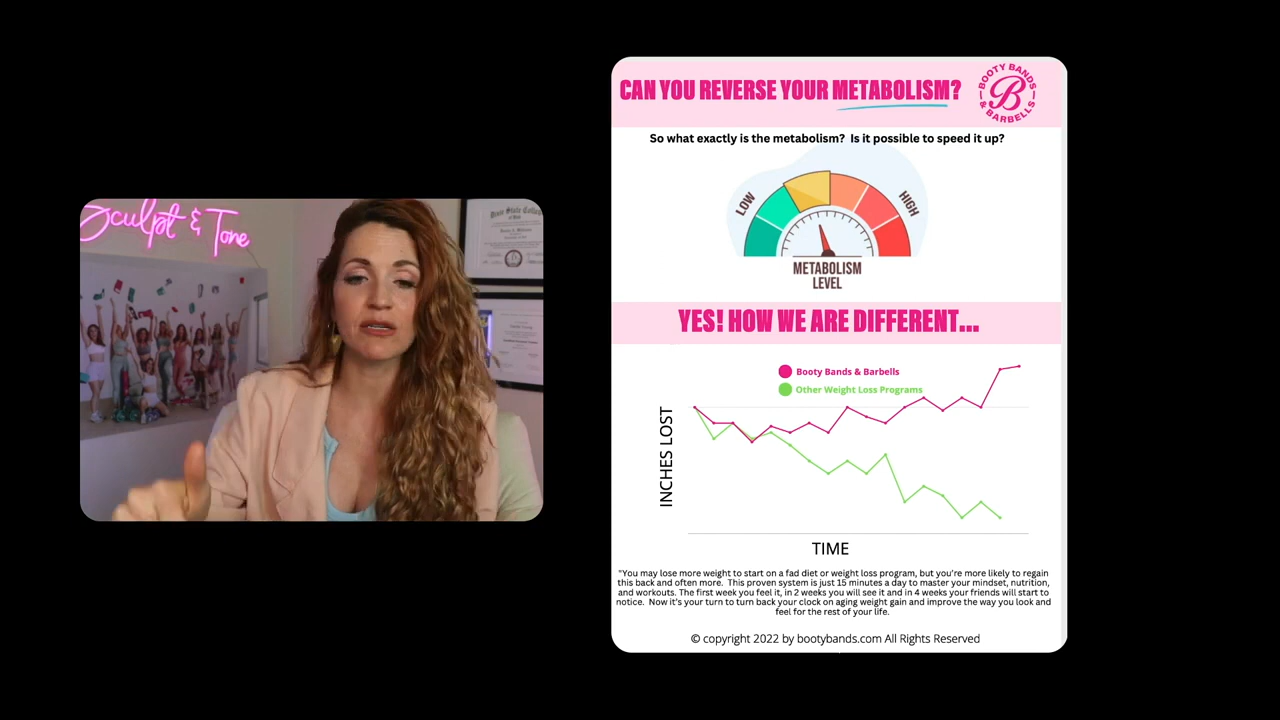 Sculpt & Tone
Dixie State College
CAN YOU REVERSE YOUR METABOLISM?
BOOTY BANDS
B
& BARBELLS
So what exactly is the metabolism?  Is it possible to speed it up?
LOW
HIGH
METABOLISM
LEVEL
YES! HOW WE ARE DIFFERENT...
Booty Bands & Barbells
Other Weight Loss Programs
INCHES LOST
TIME
"You may lose more weight to start on a fad diet or weight loss program, but you're more likely to regain
this back and often more.  This proven system is just 15 minutes a day to master your mindset, nutrition,
and workouts. The first week you feel it, in 2 weeks you will see it and in 4 weeks your friends will start to
notice.  Now it's your turn to turn back your clock on aging weight gain and improve the way you look and
feel for the rest of your life.
© copyright 2022 by bootybands.com All Rights Reserved